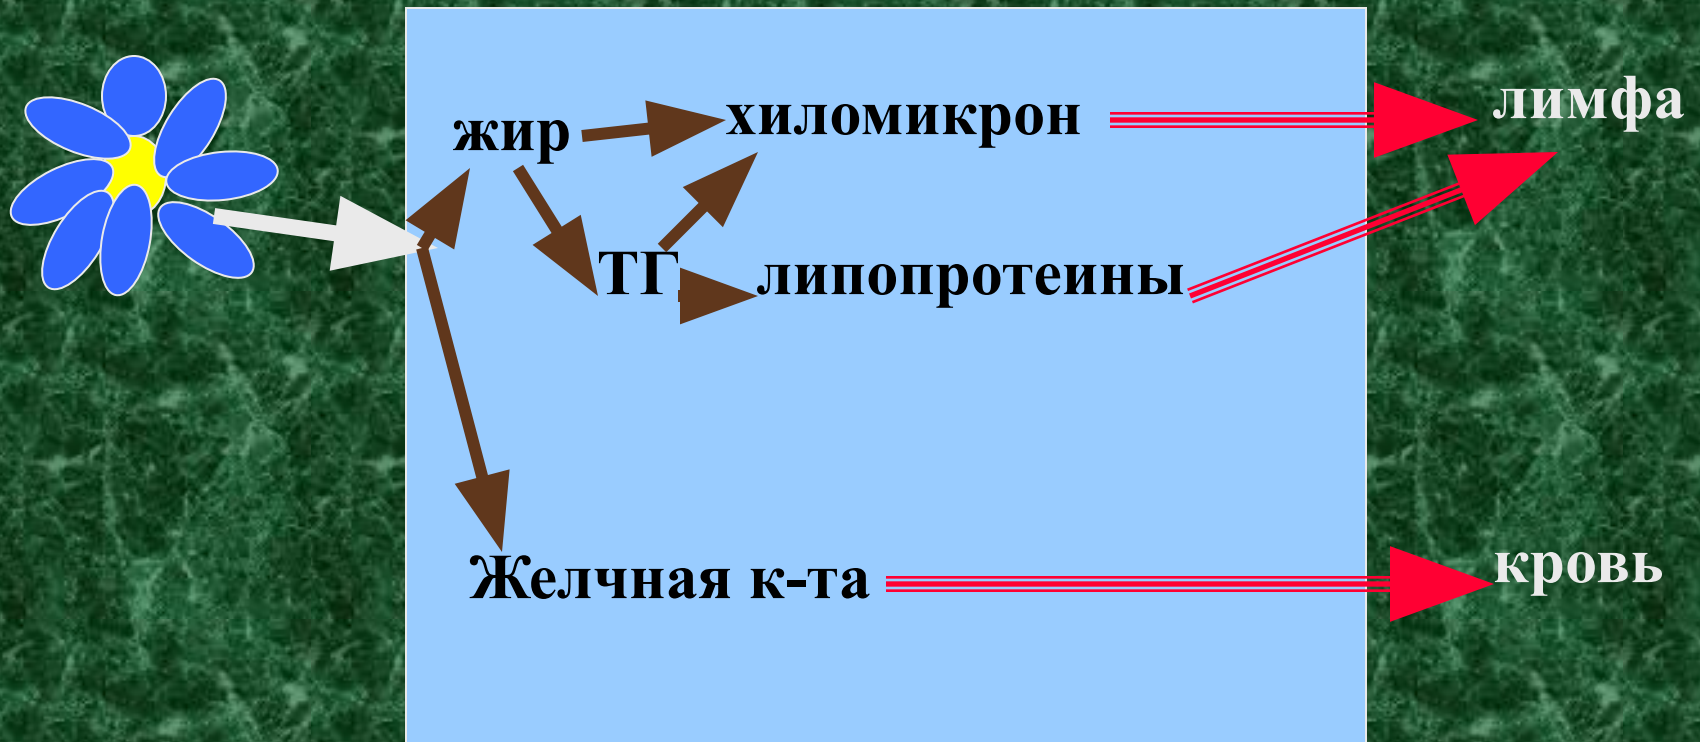 жир
хиломикрон
лимфа
ТГ
липопротеины
Желчная к-та
кровь